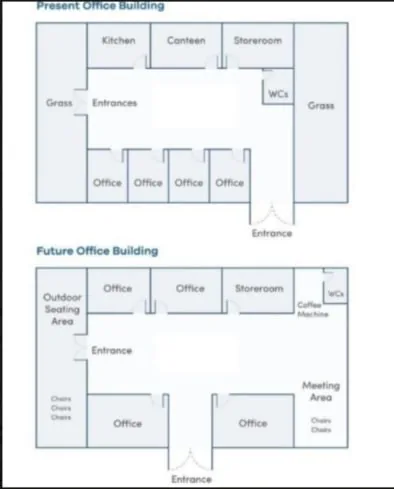 Present Office Building
Kitchen Canteen Storeroom
WCs
Grass Entrances Grass
Office Office Office Office
Entrance
Future Office Building
Office Office Storeroom
WCs
Outdoor
Seating
Area
Coffee
Machine
Entrance
Meeting
Area
Chairs
Chairs
Chairs
Chairs
Chairs
Office Office
Entrance